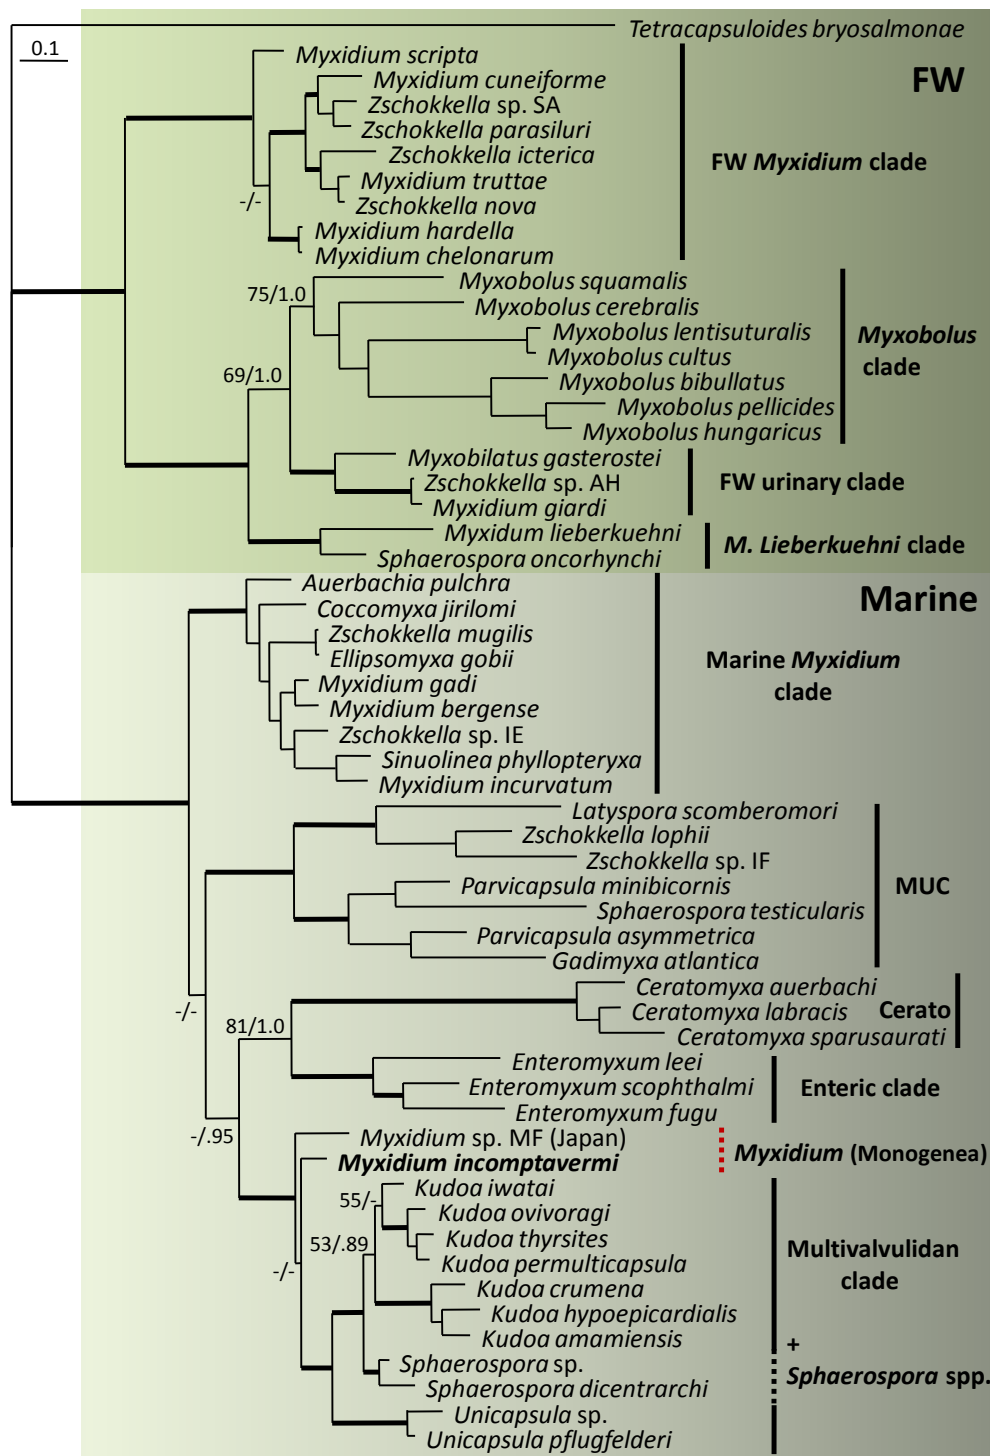 Tetracapsuloides bryosalmonae
0.1
FW
Myxidium scripta
Myxidium cuneiforme
Zschokkella sp. SA
Zschokkella parasiluri
Zschokkella icterica
FW Myxidium clade
Myxidium truttae
-/-
Zschokkella nova
Myxidium hardella
Myxidium chelonarum
Myxobolus squamalis
75/1.0
Myxobolus cerebralis
Myxobolus lentisuturalis
Myxobolus
clade
Myxobolus cultus
69/1.0
Myxobolus bibullatus
Myxobolus pellicides
Myxobolus hungaricus
Myxobilatus gasterostei
Zschokkella sp. AH
FW urinary clade
Myxidium giardi
Myxidum lieberkuehni
M. Lieberkuehni clade
Sphaerospora oncorhynchi
Auerbachia pulchra
Marine
Coccomyxa jirilomi
Zschokkella mugilis
Ellipsomyxa gobii
Marine Myxidium
clade
Myxidium gadi
Myxidium bergense
Zschokkella sp. IE
Sinuolinea phyllopteryxa
Myxidium incurvatum
Latyspora scomberomori
Zschokkella lophii
Zschokkella sp. IF
Parvicapsula minibicornis
MUC
Sphaerospora testicularis
Parvicapsula asymmetrica
Gadimyxa atlantica
Ceratomyxa auerbachi
-/-
Ceratomyxa labracis
Cerato
81/1.0
Ceratomyxa sparusaurati
Enteromyxum leei
Enteromyxum scophthalmi
Enteric clade
Enteromyxum fugu
-/.95
Myxidium sp. MF (Japan)
Myxidium (Monogenea)
Myxidium incomptavermi
Kudoa iwatai
55/-
Kudoa ovivoragi
53/.89
Kudoa thyrsites
Multivalvulidan
clade
Kudoa permulticapsula
-/-
Kudoa crumena
Kudoa hypoepicardialis
Kudoa amamiensis
+
Sphaerospora sp.
Sphaerospora spp.
Sphaerospora dicentrarchi
Unicapsula sp.
Unicapsula pflugfelderi